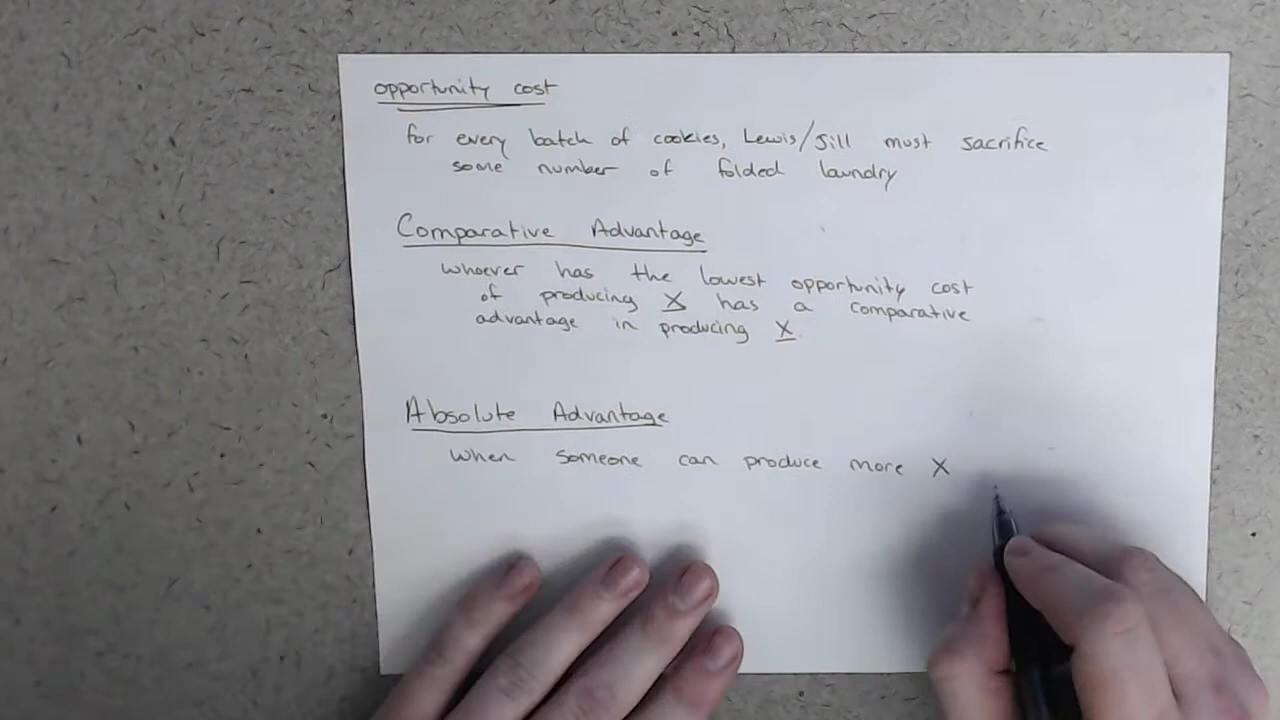 opportunity cost
for every batch of cookies, Lewis/Jill must sacrifice
some number of folded laundry
Comparative Advantage
whoever has the lowest opportunity cost
of producing X has a comparative
advantage in producing X
Absolute Advantage
when someone can produce more X